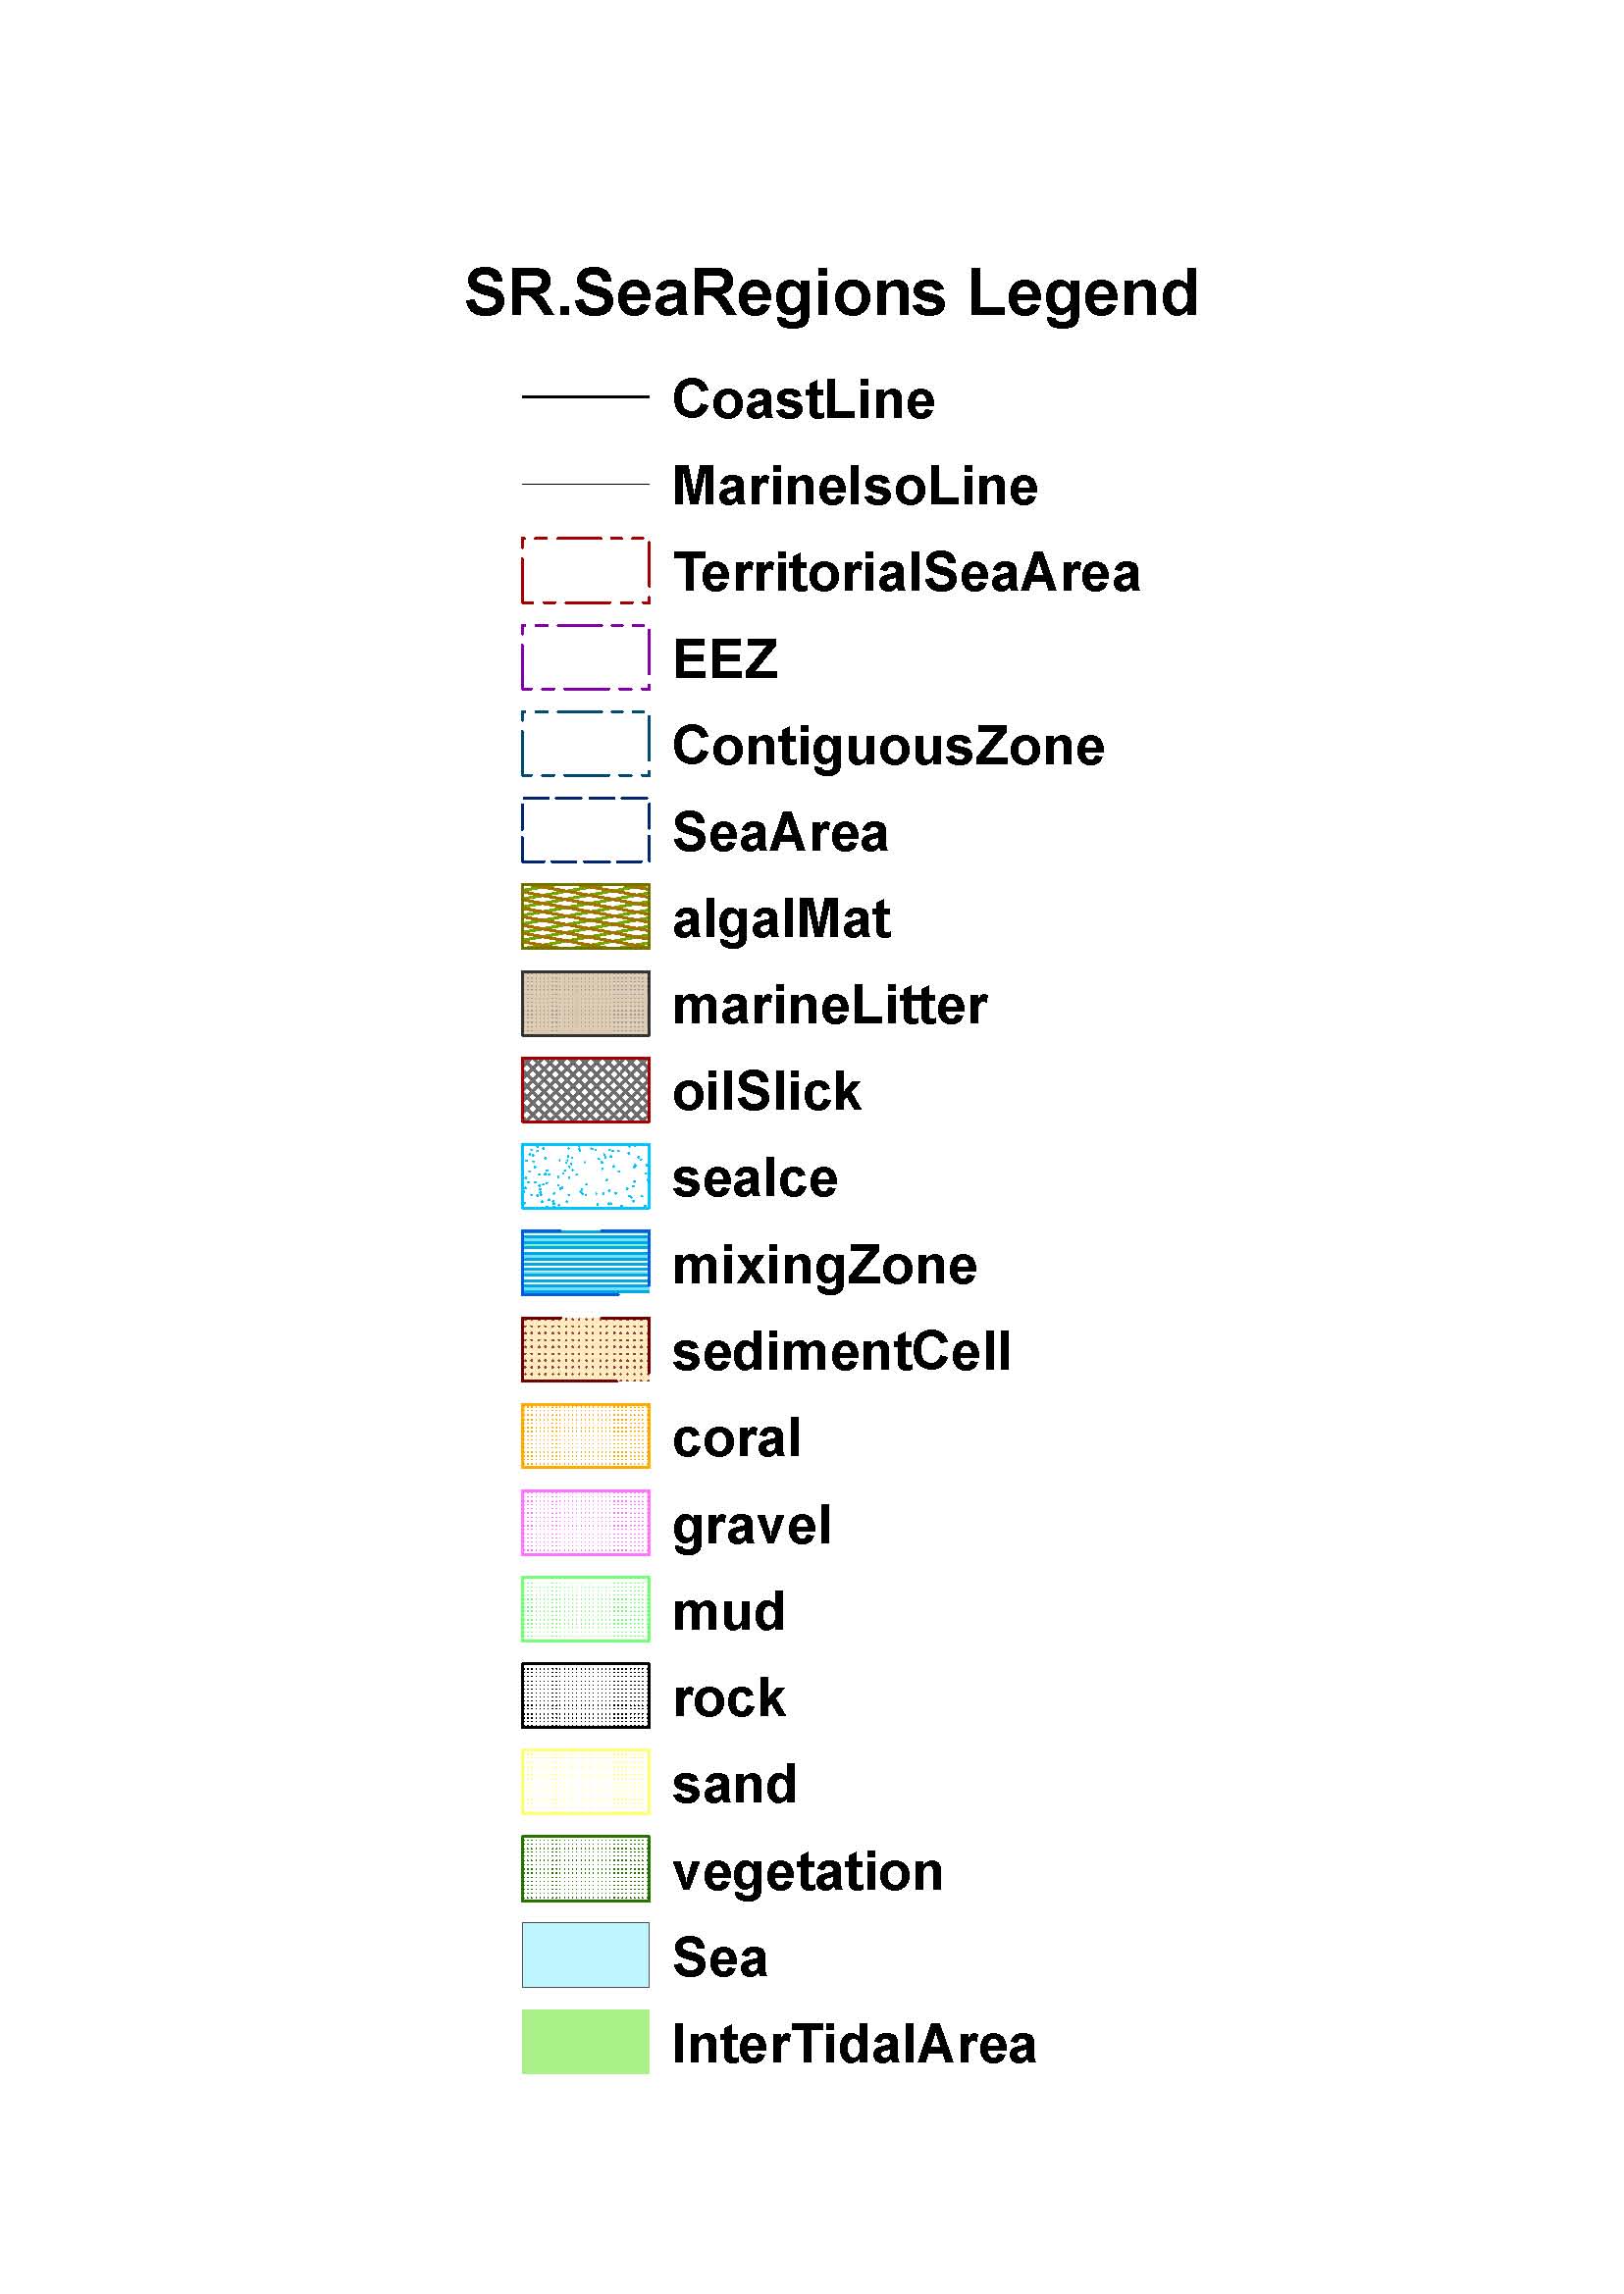 SR.SeaRegions Legend
CoastLine
MarineIsoLine
TerritorialSeaArea
EEZ
ContiguousZone
SeaArea
algalMat
marineLitter
oilSlick
seaIce
mixingZone
sedimentCell
coral
gravel
mud
rock
sand
vegetation
Sea
InterTidalArea